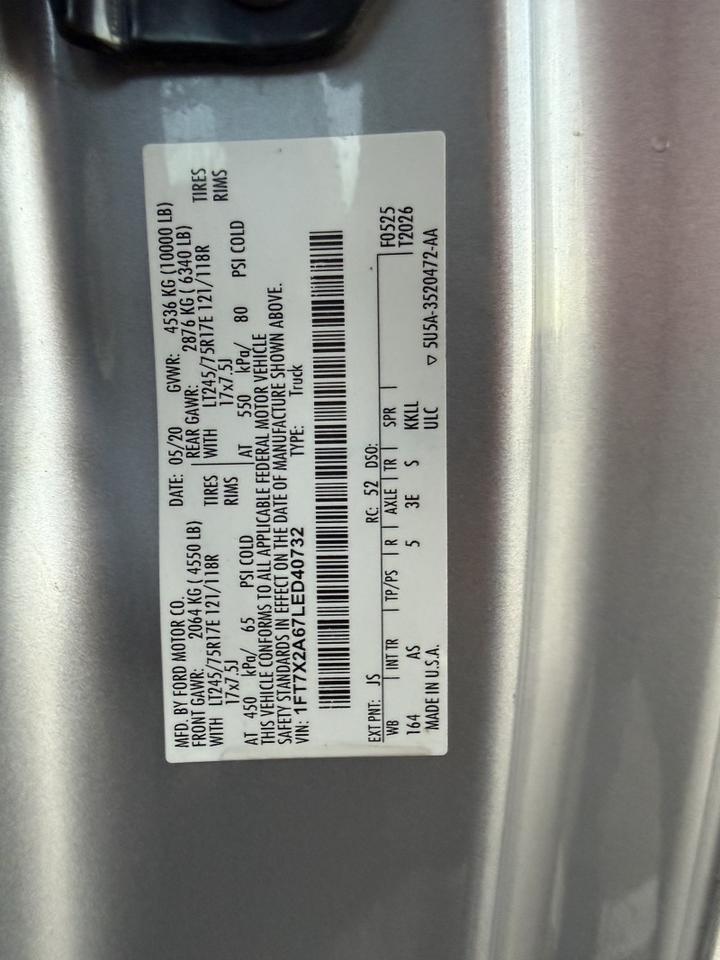 MFD. BY FORD MOTOR CO.
DATE: 05/20 GVWR: 4536 KG (10000 LB)
FRONT GAWR: 2064 KG ( 4550 LB) REAR GAWR: 2876 KG ( 6340 LB)
WITH LT245/75R17E 121/118R TIRES WITH LT245/75R17E 121/118R TIRES
17x7.5J RIMS 17x7.5J RIMS
AT 450 kPa/ 65 PSI COLD AT 550 kPa/ 80 PSI COLD
THIS VEHICLE CONFORMS TO ALL APPLICABLE FEDERAL MOTOR VEHICLE
SAFETY STANDARDS IN EFFECT ON THE DATE OF MANUFACTURE SHOWN ABOVE.
VIN: 1FT7X2A67LED40732 TYPE: Truck
EXT PNT: JS RC: 52 DSO: F0525
WB INT TR TP/PS R AXLE TR SPR T2026
164 AS 5 3E S KKLL
MADE IN U.S.A. ULC ▽ 5U5A-3520472-AA